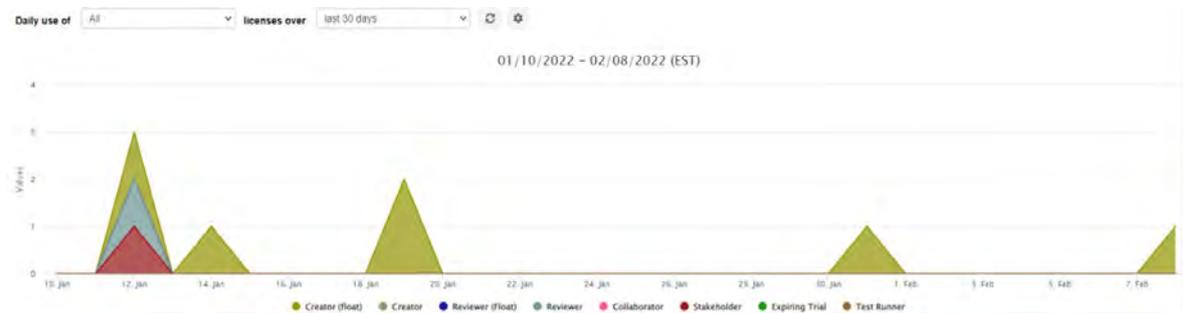 Daily use of All licenses over last 30 days
01/10/2022 - 02/08/2022 (EST)
4
3
2
1
0
Values
10. Jan 12. Jan 14. Jan 16. Jan 18. Jan 20. Jan 22. Jan 24. Jan 26. Jan 28. Jan 30. Jan 1. Feb 3. Feb 5. Feb 7. Feb
Creator (float) Creator Reviewer (Float) Reviewer Collaborator Stakeholder Expiring Trial Test Runner